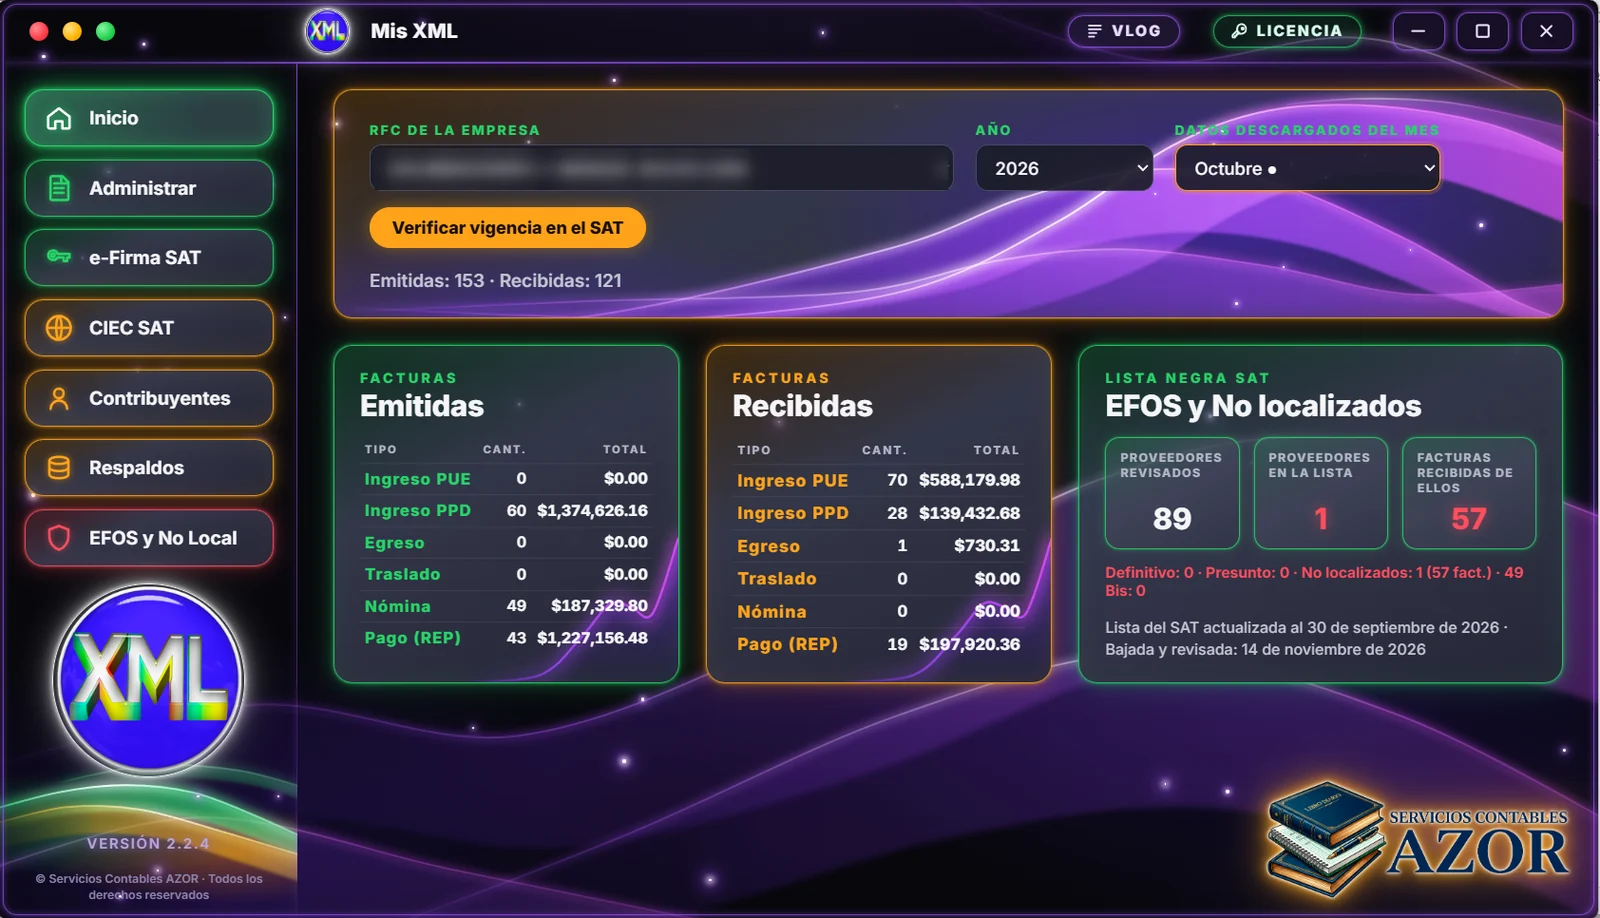 XML
Mis XML
VLOG
LICENCIA
Inicio
Administrar
e-Firma SAT
CIEC SAT
Contribuyentes
Respaldos
EFOS y No Local
XML
VERSIÓN 2.2.4
© Servicios Contables AZOR · Todos los
derechos reservados
RFC DE LA EMPRESA
AÑO
DATOS DESCARGADOS DEL MES
2026
Octubre ●
Verificar vigencia en el SAT
Emitidas: 153 · Recibidas: 121
FACTURAS
Emitidas
TIPO CANT. TOTAL
Ingreso PUE 0 $0.00
Ingreso PPD 60 $1,374,626.16
Egreso 0 $0.00
Traslado 0 $0.00
Nómina 49 $187,329.80
Pago (REP) 43 $1,227,156.48
FACTURAS
Recibidas
TIPO CANT. TOTAL
Ingreso PUE 70 $588,179.98
Ingreso PPD 28 $139,432.68
Egreso 1 $730.31
Traslado 0 $0.00
Nómina 0 $0.00
Pago (REP) 19 $197,920.36
LISTA NEGRA SAT
EFOS y No localizados
PROVEEDORES
REVISADOS
89
PROVEEDORES
EN LA LISTA
1
FACTURAS
RECIBIDAS DE
ELLOS
57
Definitivo: 0 · Presunto: 0 · No localizados: 1 (57 fact.) · 49
Bis: 0
Lista del SAT actualizada al 30 de septiembre de 2026 ·
Bajada y revisada: 14 de noviembre de 2026
LIBRO DIARIO
SERVICIOS CONTABLES
AZOR